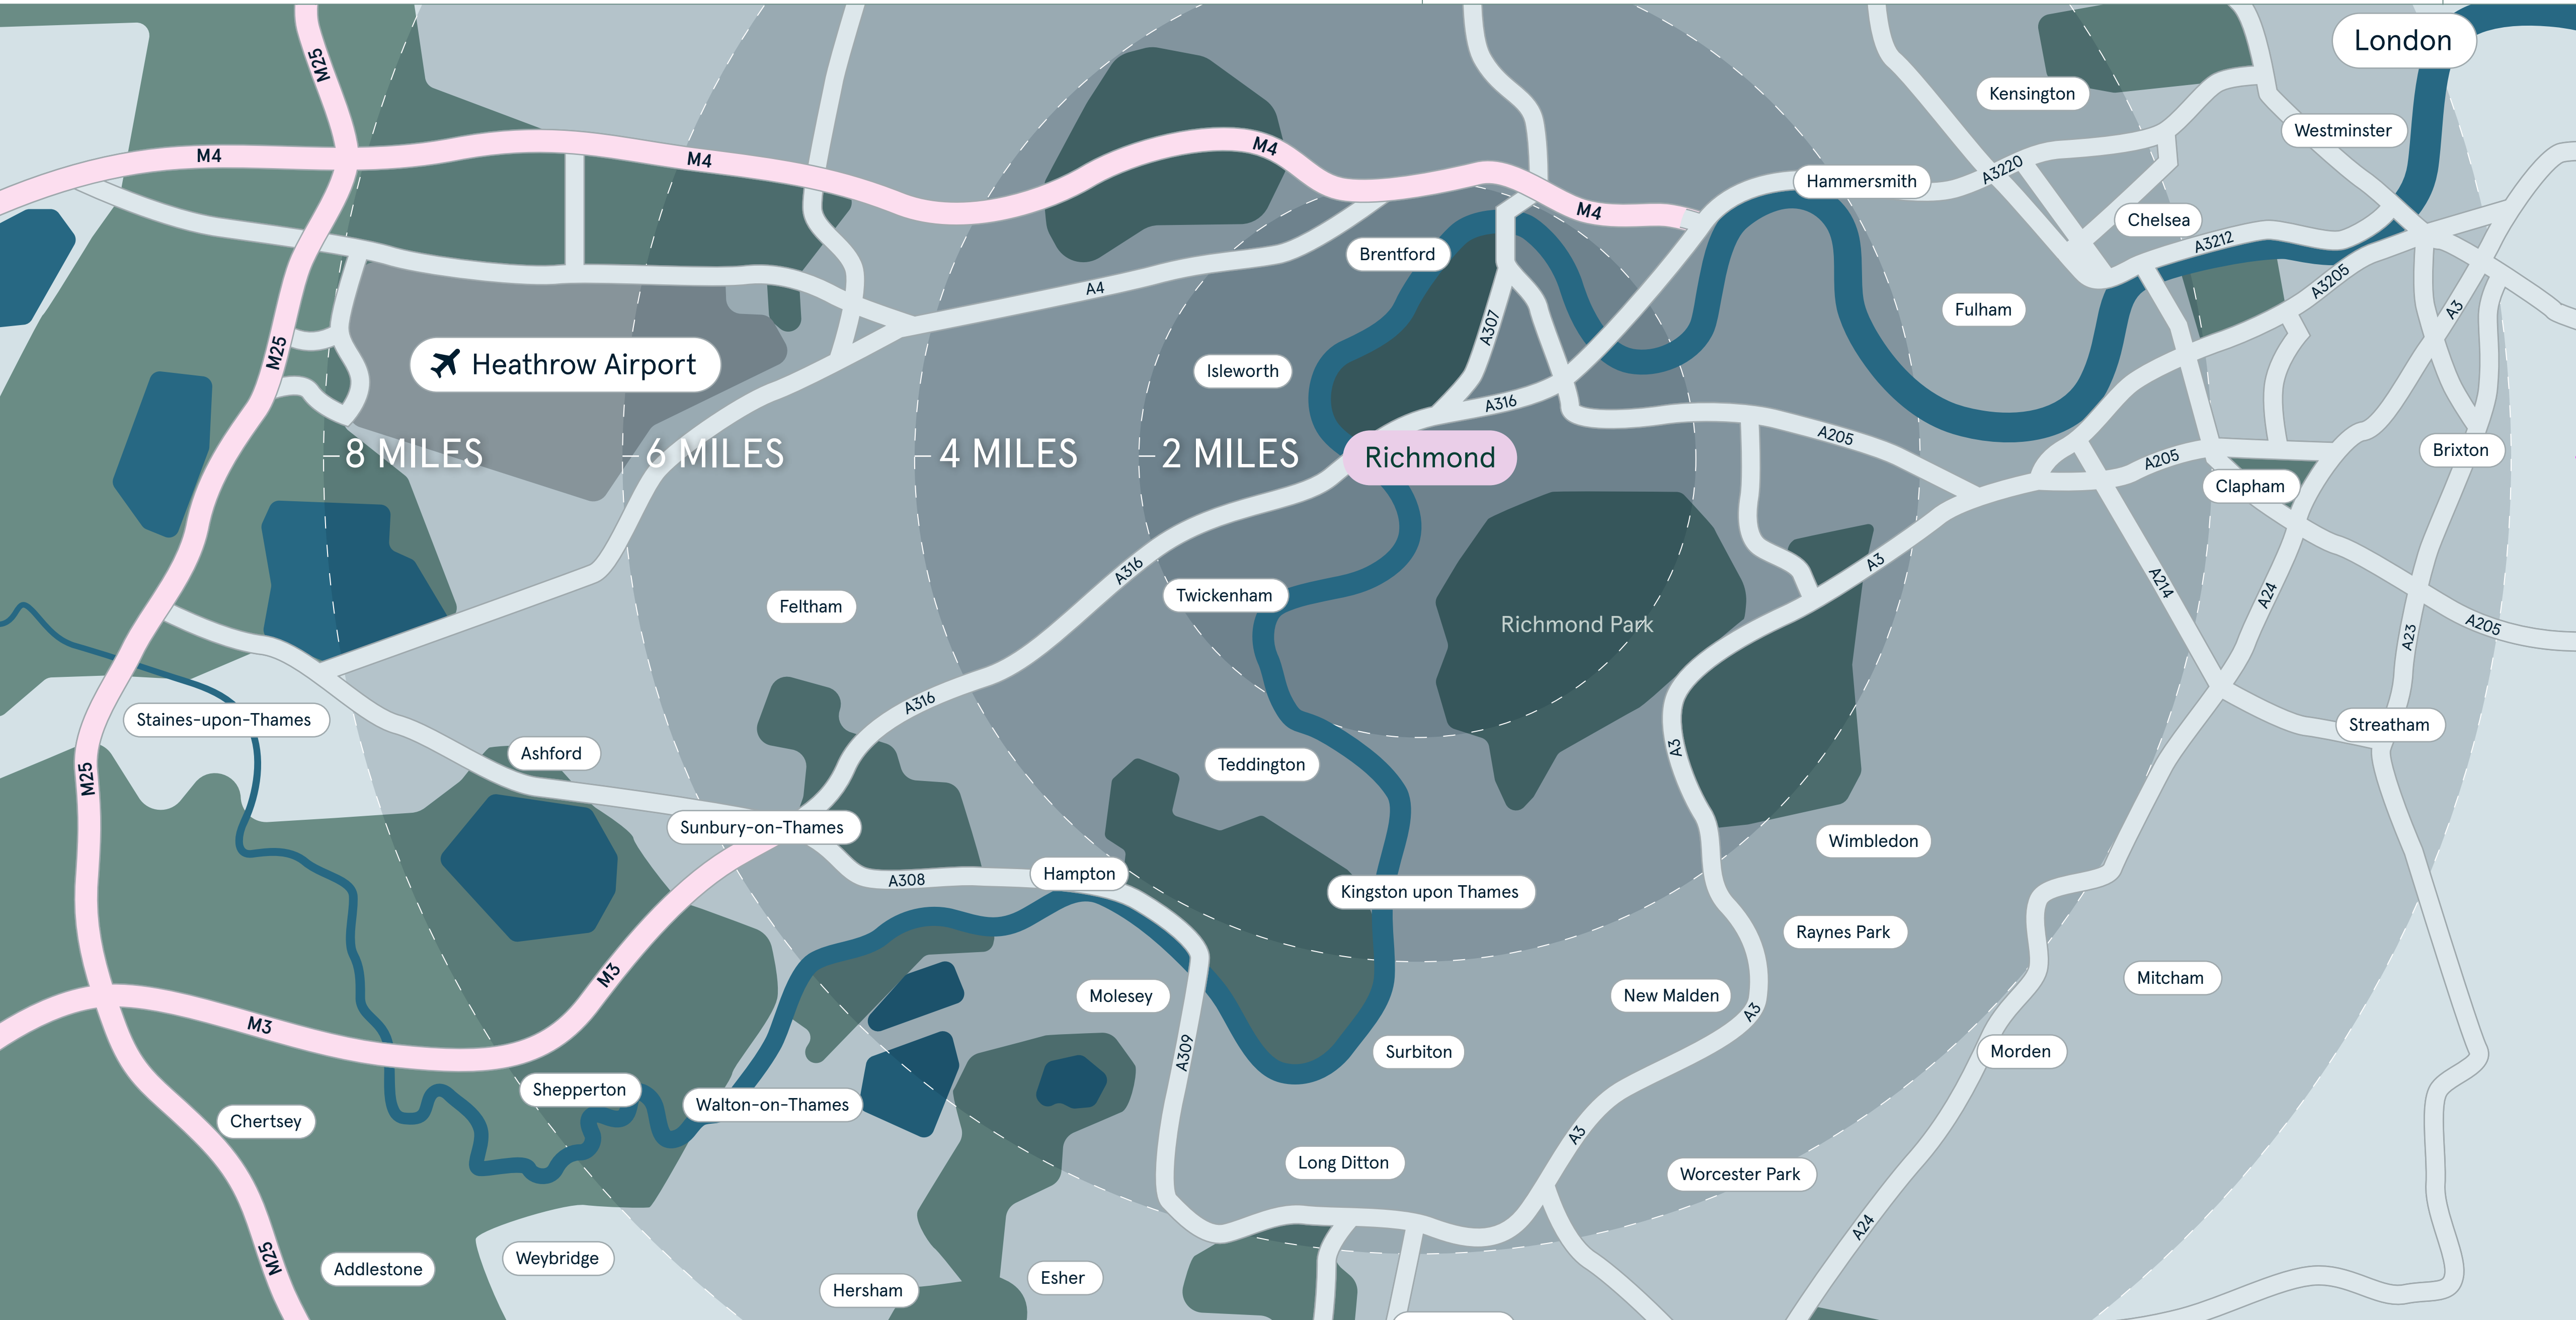 London
M25
Kensington
Westminster
M4
M4
M4
A3220
Hammersmith
M4
Chelsea
A3212
Brentford
A3205
A4
Fulham
A3
A307
M25
Heathrow Airport
Isleworth
A316
A205
8 MILES
6 MILES
4 MILES
2 MILES
Richmond
A205
Brixton
Clapham
A316
A3
A214
A24
Twickenham
Feltham
Richmond Park
A205
A23
A316
Staines-upon-Thames
Streatham
A3
Ashford
Teddington
M25
Sunbury-on-Thames
Wimbledon
A308
Hampton
Kingston upon Thames
Raynes Park
M3
Mitcham
Molesey
New Malden
A3
M3
A309
Surbiton
Morden
Shepperton
Walton-on-Thames
Chertsey
A3
Long Ditton
Worcester Park
A24
M25
Weybridge
Addlestone
Esher
Hersham